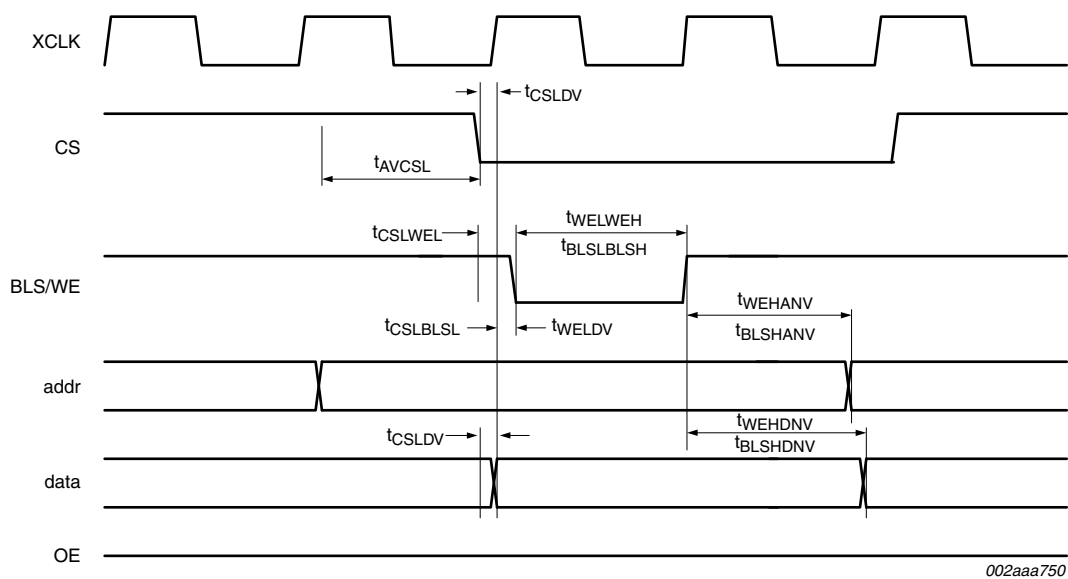 XCLK
tCSLDV
CS
tAVCSL
tCSLWEL
tWELWEH
tBLSLBLSH
BLS/WE
tWEHANV
tCSLBLSL
tWELDV
tBLSHANV
addr
tWEHDNV
tCSLDV
tBLSHDNV
data
OE
002aaa750